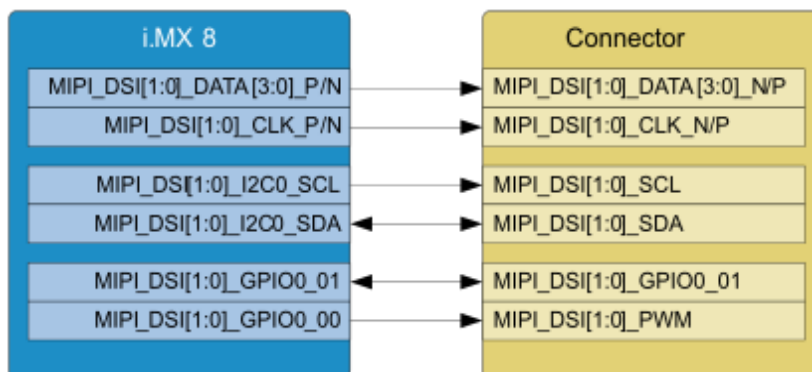 i.MX 8
Connector
MIPI_DSI[1:0]_DATA[3:0]_P/N
MIPI_DSI[1:0]_DATA[3:0]_N/P
MIPI_DSI[1:0]_CLK_P/N
MIPI_DSI[1:0]_CLK_N/P
MIPI_DSI[1:0]_I2C0_SCL
MIPI_DSI[1:0]_SCL
MIPI_DSI[1:0]_I2C0_SDA
MIPI_DSI[1:0]_SDA
MIPI_DSI[1:0]_GPIO0_01
MIPI_DSI[1:0]_GPIO0_01
MIPI_DSI[1:0]_GPIO0_00
MIPI_DSI[1:0]_PWM